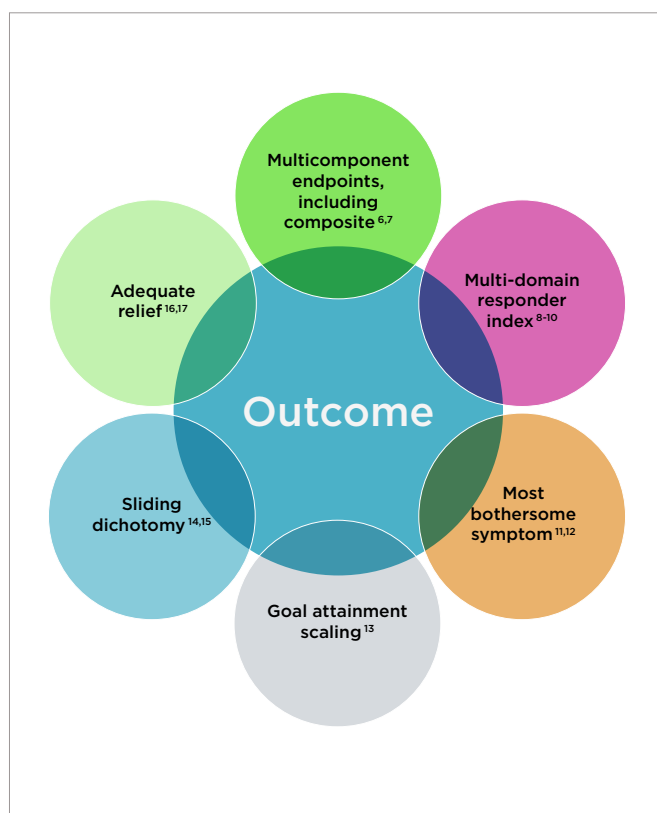 Multicomponent
endpoints,
including
composite 6,7
Adequate
relief 16,17
Multi-domain
responder
index 8-10
Outcome
Sliding
dichotomy 14,15
Most
bothersome
symptom 11,12
Goal attainment
scaling 13